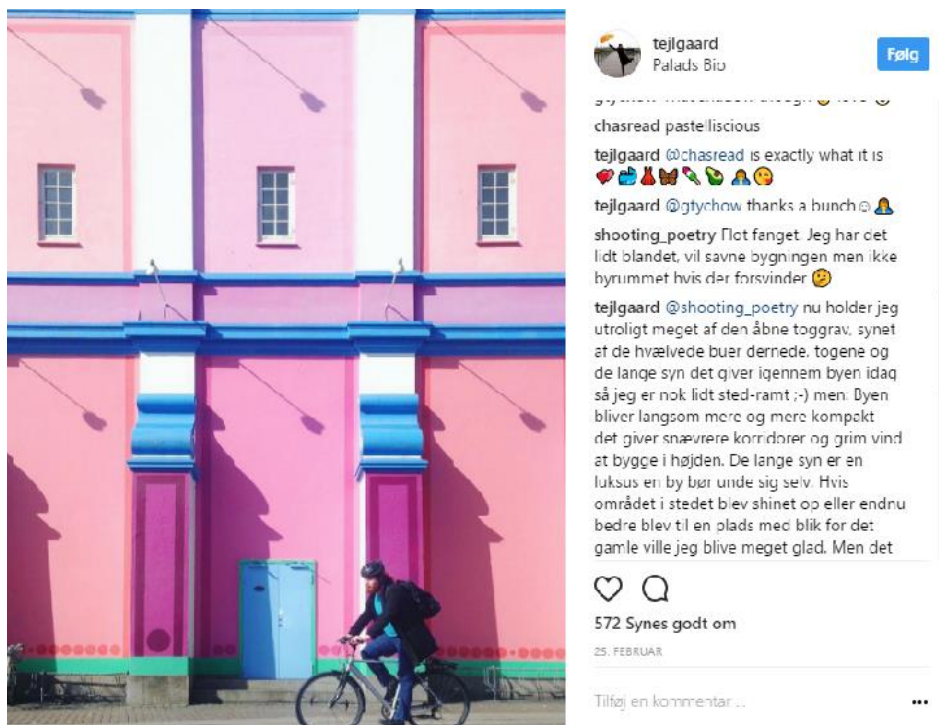 tejlgaard
Palads Bio
Følg
chasread pastelliscious
tejlgaard @chasread is exactly what it is
tejlgaard @gtychow thanks a bunch
shooting_poetry Flot fanget. Jeg har det
lidt blandet, vil savne bygningen men ikke
byrummet hvis der forsvinder
tejlgaard @shooting_poetry nu holder jeg
utroligt meget af den åbne toggrav, synet
af de hvælvede buer dernede, togene og
de lange syn det giver igennem byen idag
så jeg er nok lidt sted-ramt ;-) men: Byen
bliver langsom mere og mere kompakt
det giver snævrere korridorer og grim vind
at bygge i højden. De lange syn er en
luksus en by bør unde sig selv. Hvis
området i stedet blev shinet op eller endnu
bedre blev til en plads med blik for det
gamle ville jeg blive meget glad. Men det
572 Synes godt om
25. FEBRUAR
Tilføj en kommentar ...